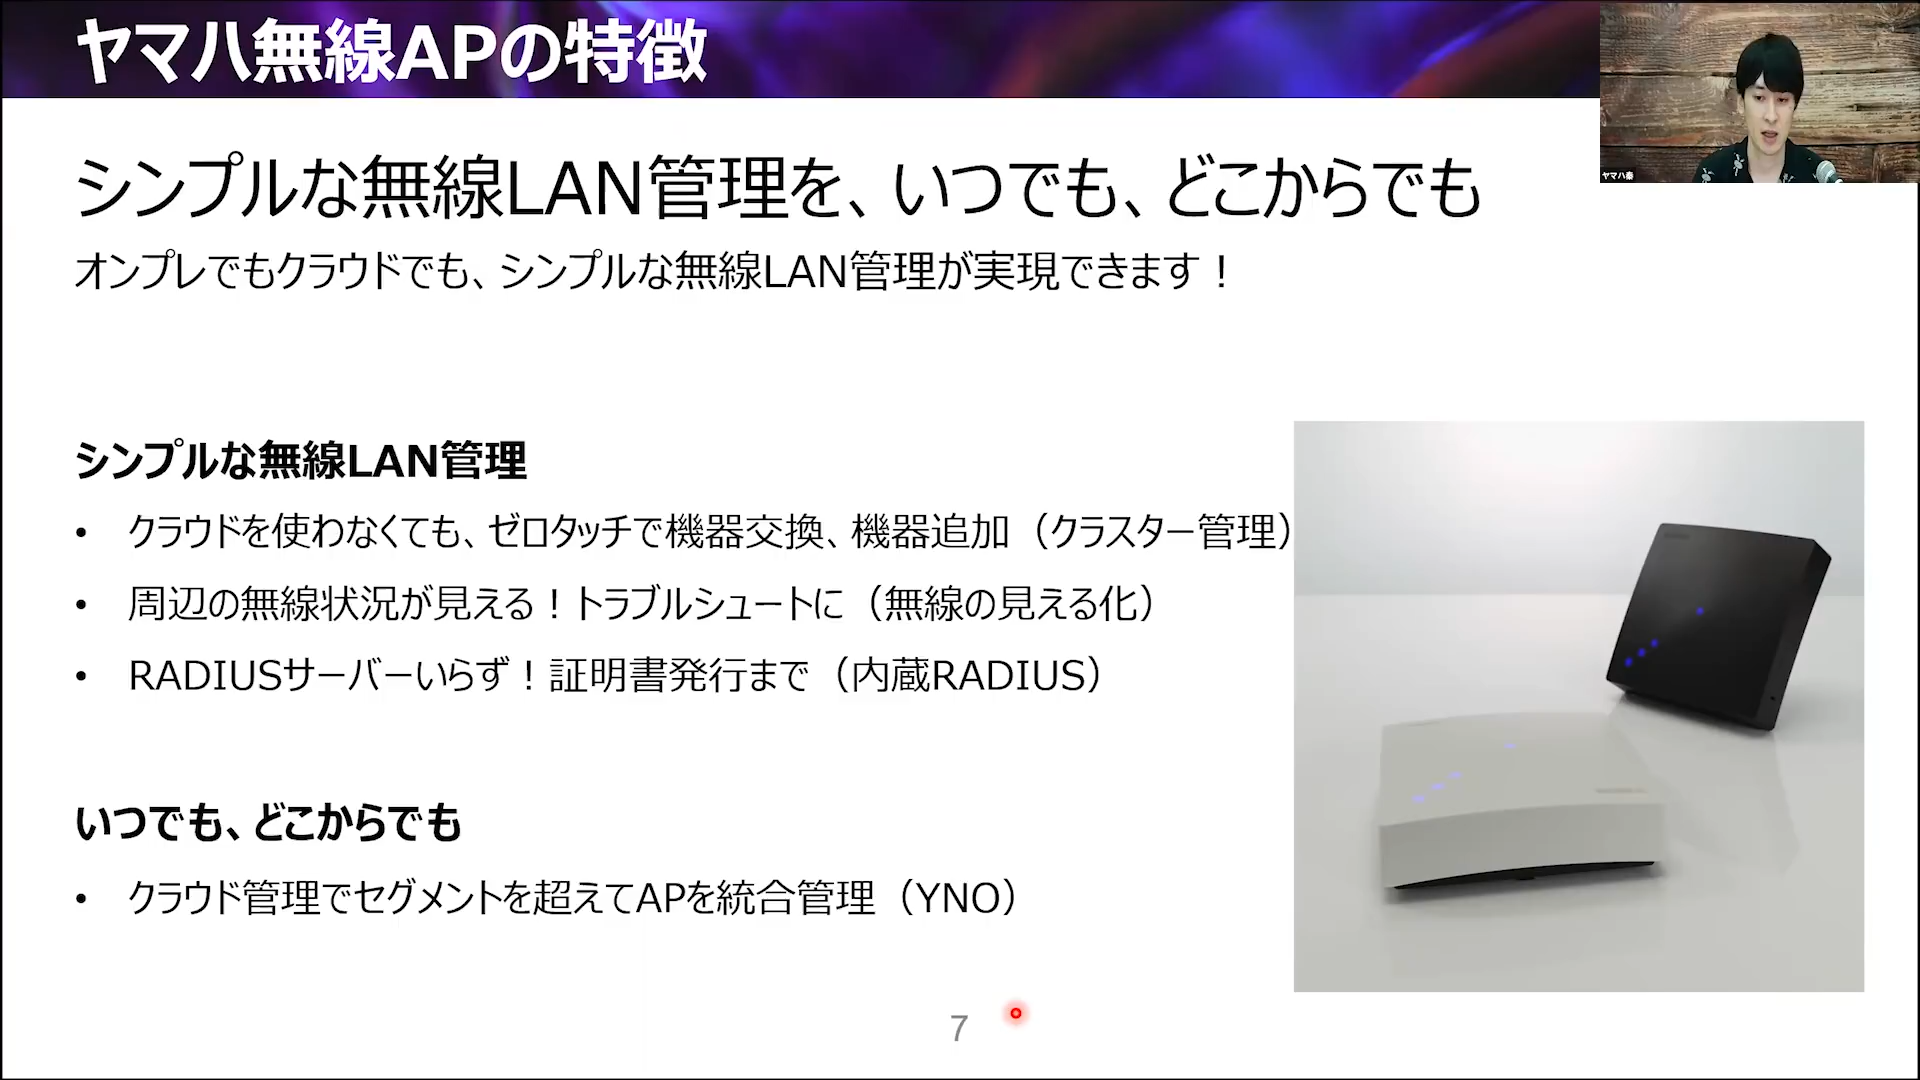 ヤマハ無線APの特徴
ヤマハ秦
シンプルな無線LAN管理を、いつでも、どこからでも
オンプレでもクラウドでも、シンプルな無線LAN管理が実現できます！
シンプルな無線LAN管理
• クラウドを使わなくても、ゼロタッチで機器交換、機器追加（クラスター管理）
• 周辺の無線状況が見える！トラブルシュートに（無線の見える化）
• RADIUSサーバーいらず！証明書発行まで（内蔵RADIUS）
いつでも、どこからでも
• クラウド管理でセグメントを超えてAPを統合管理（YNO）
7